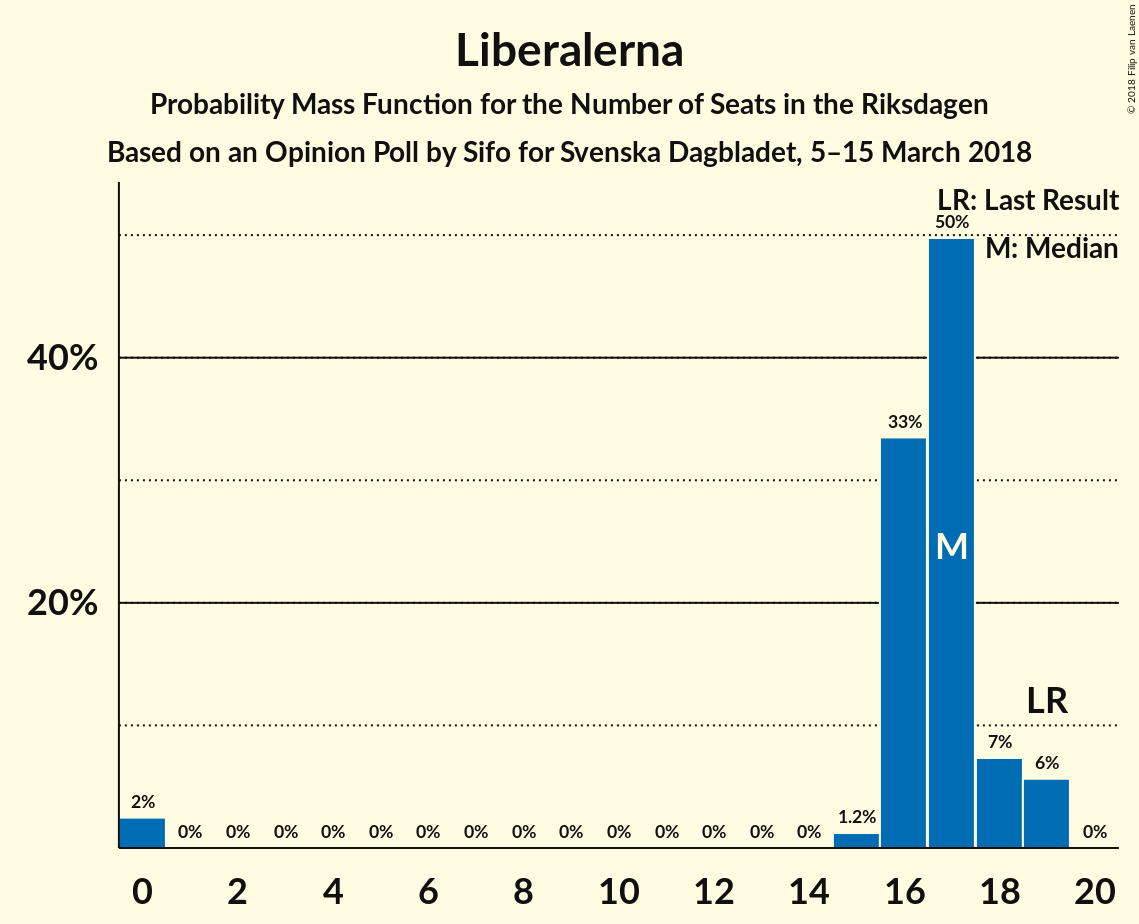 Liberalerna
Probability Mass Function for the Number of Seats in the Riksdagen
Based on an Opinion Poll by Sifo for Svenska Dagbladet, 5–15 March 2018
© 2018 Filip van Laenen
LR: Last Result
M: Median
40%
20%
2%
0%
0%
0%
0%
0%
0%
0%
0%
0%
0%
0%
0%
0%
0%
1.2%
33%
50%
M
7%
LR
6%
0%
0 2 4 6 8 10 12 14 16 18 20